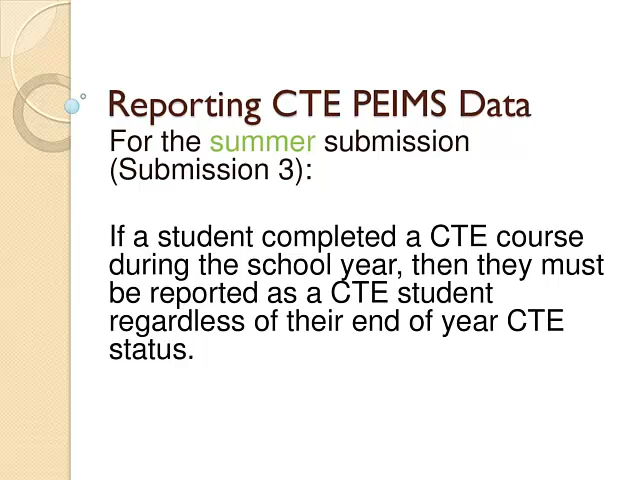 Reporting CTE PEIMS Data
For the summer submission
(Submission 3):
If a student completed a CTE course
during the school year, then they must
be reported as a CTE student
regardless of their end of year CTE
status.